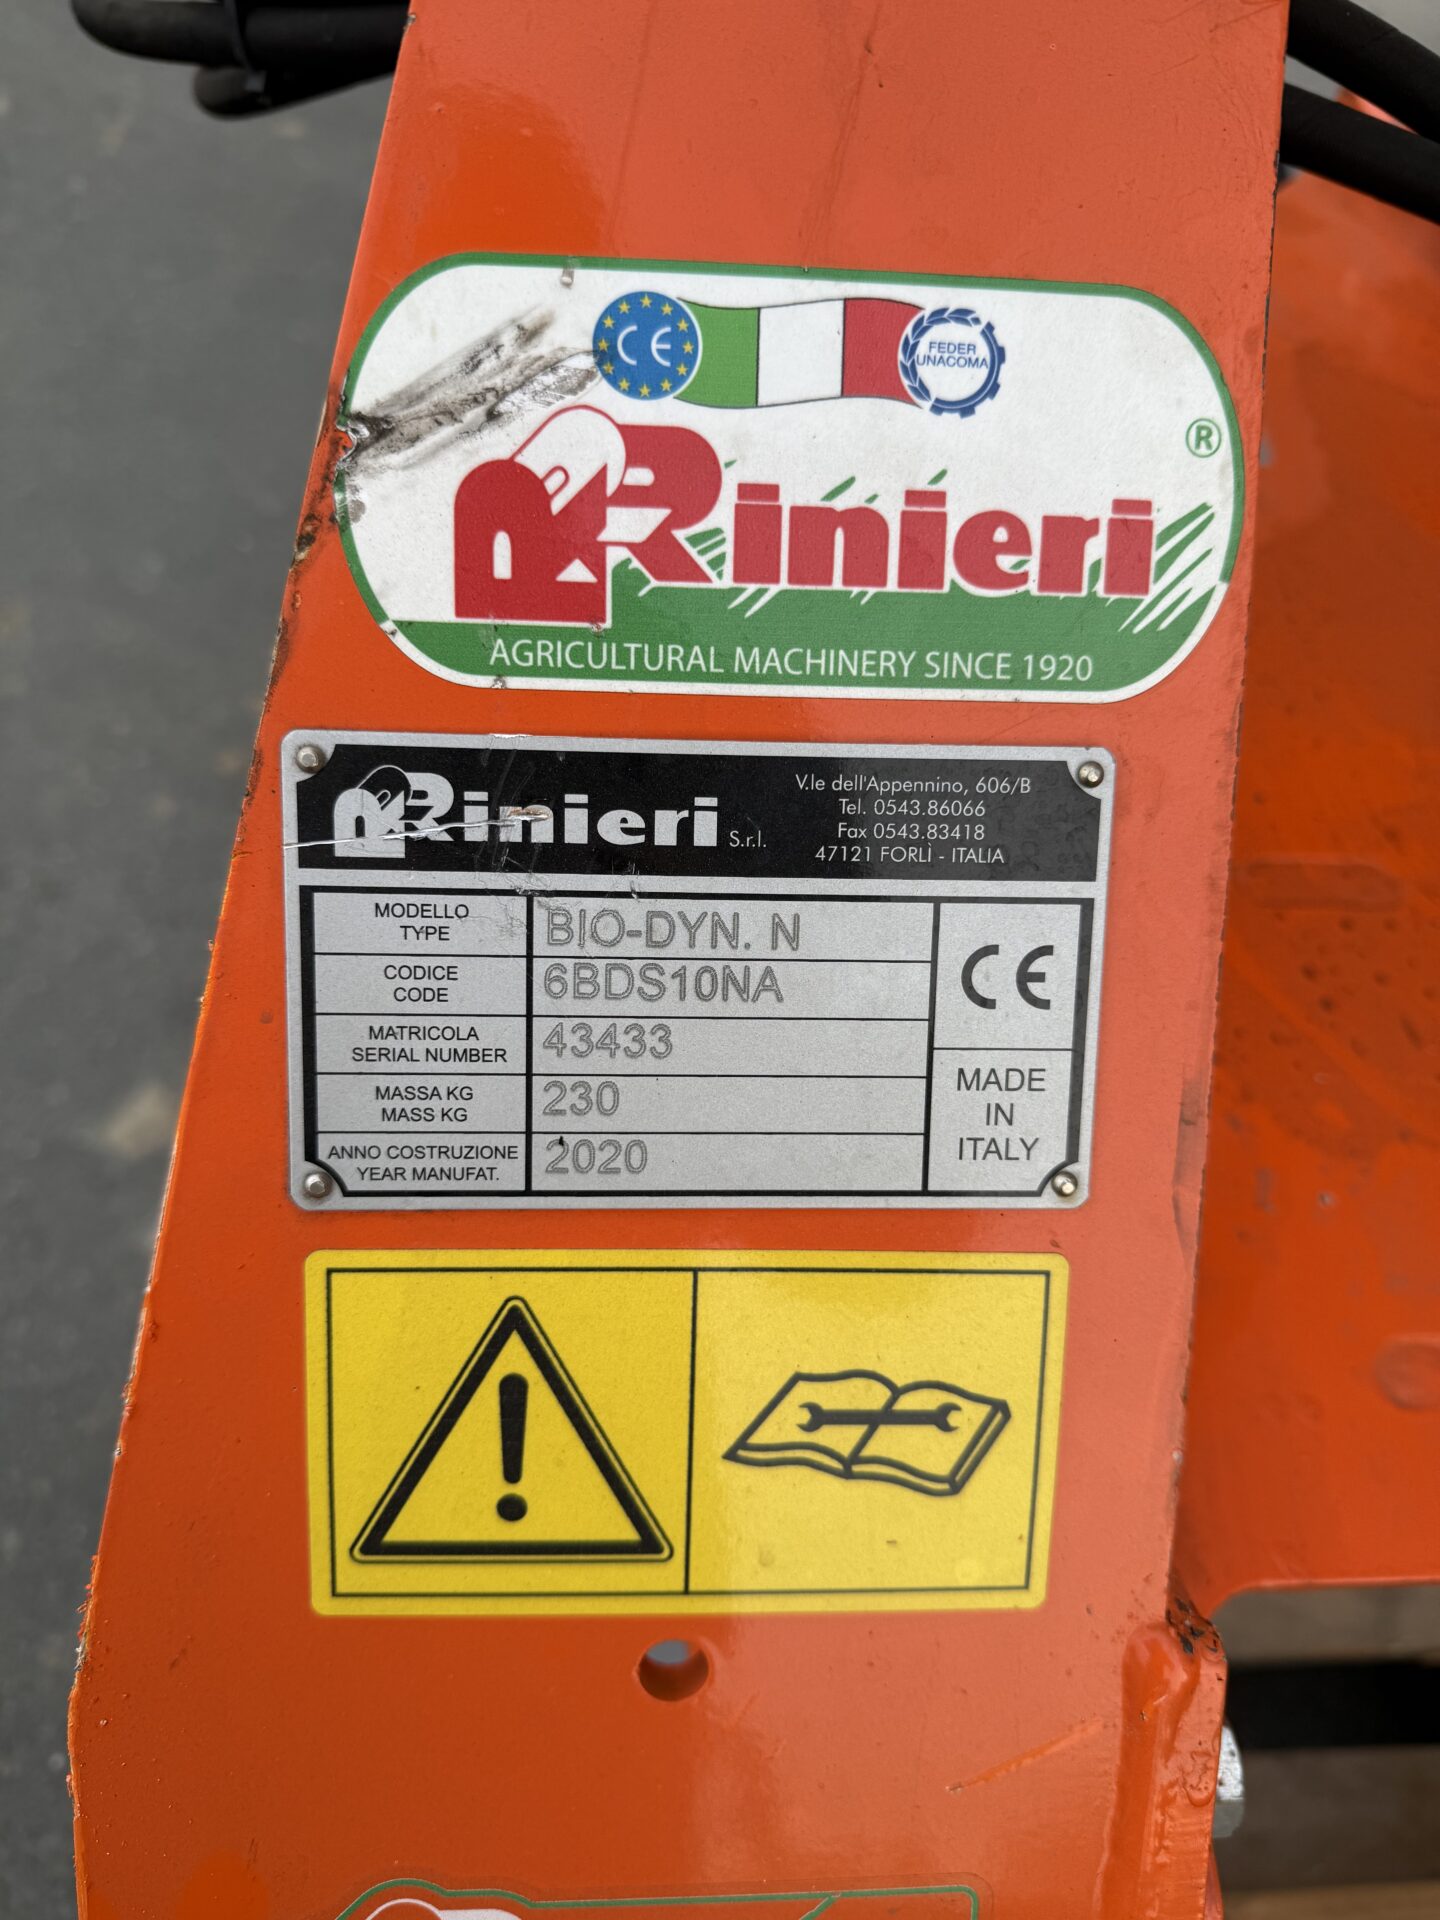 CE
FEDER
UNACOMA
Rinieri ®
AGRICULTURAL MACHINERY SINCE 1920
Rinieri S.r.l.
V.le dell'Appennino, 606/B
Tel. 0543.86066
Fax 0543.83418
47121 FORLÌ - ITALIA
MODELLO
TYPE
BIO-DYN. N
CODICE
CODE
6BDS10NA
MATRICOLA
SERIAL NUMBER
43433
MASSA KG
MASS KG
230
ANNO COSTRUZIONE
YEAR MANUFAT.
2020
CE
MADE
IN
ITALY